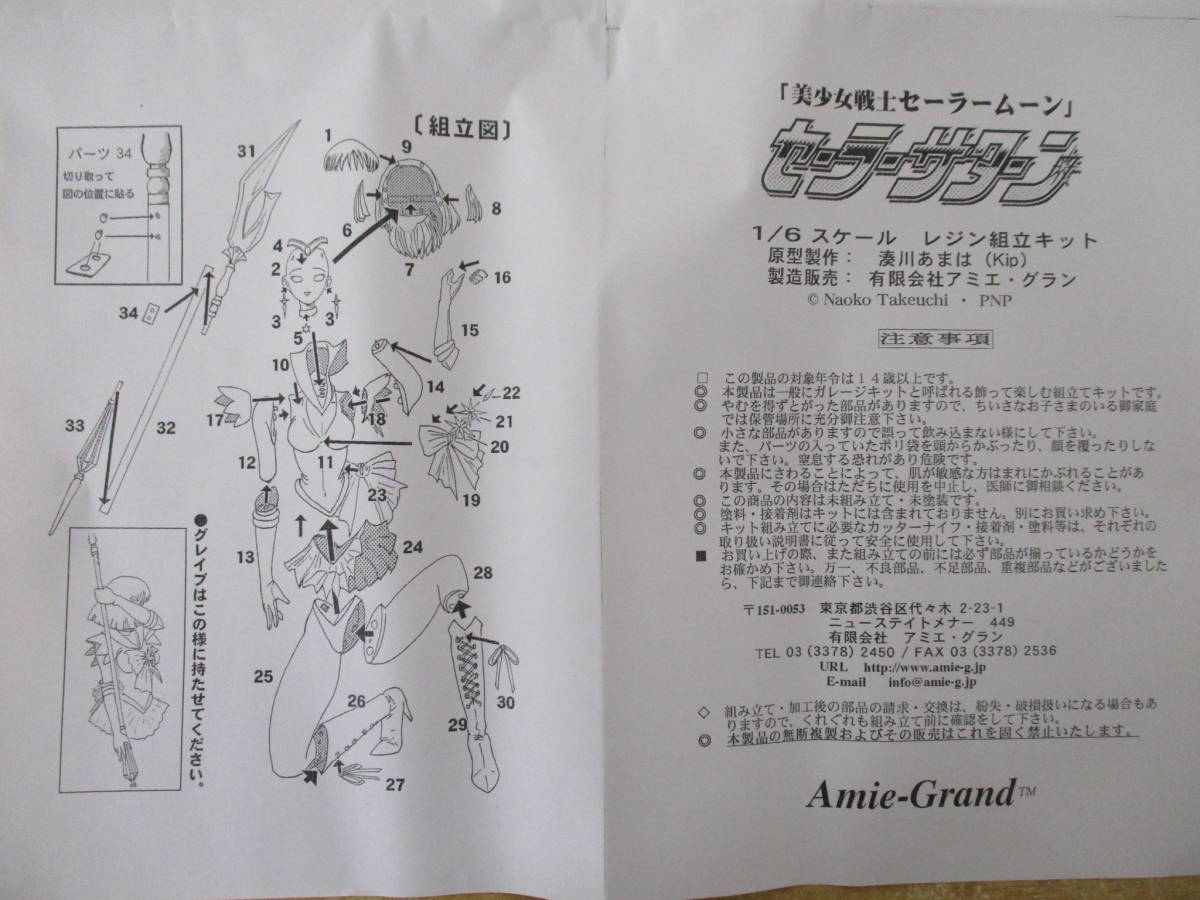 〔組立図〕
パーツ 34
切り取って
図の位置に貼る
1
2
3
3
4
5
6
7
8
9
10
11
12
13
14
15
16
17
18
19
20
21
22
23
24
25
26
27
28
29
30
31
32
33
34
●グレイブはこの様に持たせてください。
「美少女戦士セーラームーン」
セーラーサターン
1/6 スケール レジン組立キット
原型製作： 湊川あまは（Kip）
製造販売： 有限会社アミエ・グラン
© Naoko Takeuchi ・ PNP
注意事項
□ この製品の対象年令は１４歳以上です。
◎ 本製品は一般にガレージキットと呼ばれる飾って楽しむ組立てキットです。
◎ やむを得ずとがった部品がありますので、ちいさなお子さまのいる御家庭
では保管場所に充分御注意下さい。
◎ 小さな部品がありますので誤って飲み込まない様にして下さい。
また、パーツの入っていたポリ袋を頭からかぶったり、顔を覆ったりしな
いで下さい。窒息する恐れがあり危険です。
◎ 本製品にさわることによって、肌が敏感な方はまれにかぶれることがあ
ります。その場合はただちに使用を中止し、医師に御相談ください。
◎ この商品の内容は未組み立て・未塗装です。
◎ 塗料・接着剤はキットには含まれておりません。別にお買い求め下さい。
◎ キット組み立てに必要なカッターナイフ・接着剤・塗料等は、それぞれの
取り扱い説明書に従って安全に使用して下さい。
■ お買い上げの際、また組み立ての前には必ず部品が揃っているかどうかを
お確かめ下さい。万一、不良部品、不足部品、重複部品などがございました
ら、下記まで御連絡下さい。
〒151-0053 東京都渋谷区代々木 2-23-1
ニューステイトメナー 449
有限会社 アミエ・グラン
TEL 03 (3378) 2450 / FAX 03 (3378) 2536
URL http://www.amie-g.jp
E-mail info@amie-g.jp
◇ 組み立て・加工後の部品の請求・交換は、紛失・破損扱いになる場合もあ
りますので、くれぐれも組み立て前に確認をして下さい。
◎ 本製品の無断複製およびその販売はこれを固く禁止いたします。
Amie-Grand™